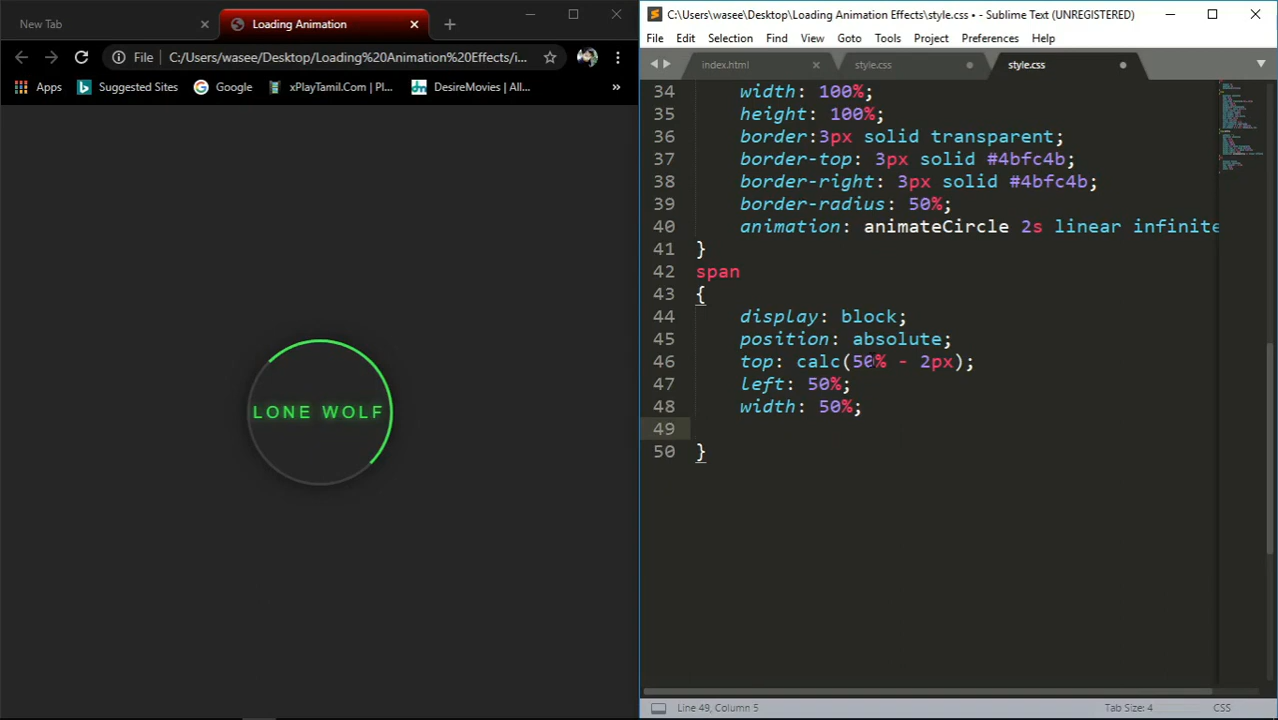 New Tab
Loading Animation
File
C:/Users/wasee/Desktop/Loading%20Animation%20Effects/i...
Apps
Suggested Sites
Google
xPlayTamil.Com | Pl...
DesireMovies | All...
»
LONE WOLF
C:\Users\wasee\Desktop\Loading Animation Effects\style.css • - Sublime Text (UNREGISTERED)
File Edit Selection Find View Goto Tools Project Preferences Help
index.html
style.css
style.css
34 width: 100%;
35 height: 100%;
36 border:3px solid transparent;
37 border-top: 3px solid #4bfc4b;
38 border-right: 3px solid #4bfc4b;
39 border-radius: 50%;
40 animation: animateCircle 2s linear infinite
41 }
42 span
43 {
44 display: block;
45 position: absolute;
46 top: calc(50% - 2px);
47 left: 50%;
48 width: 50%;
49
50 }
Line 49, Column 5
Tab Size: 4
CSS